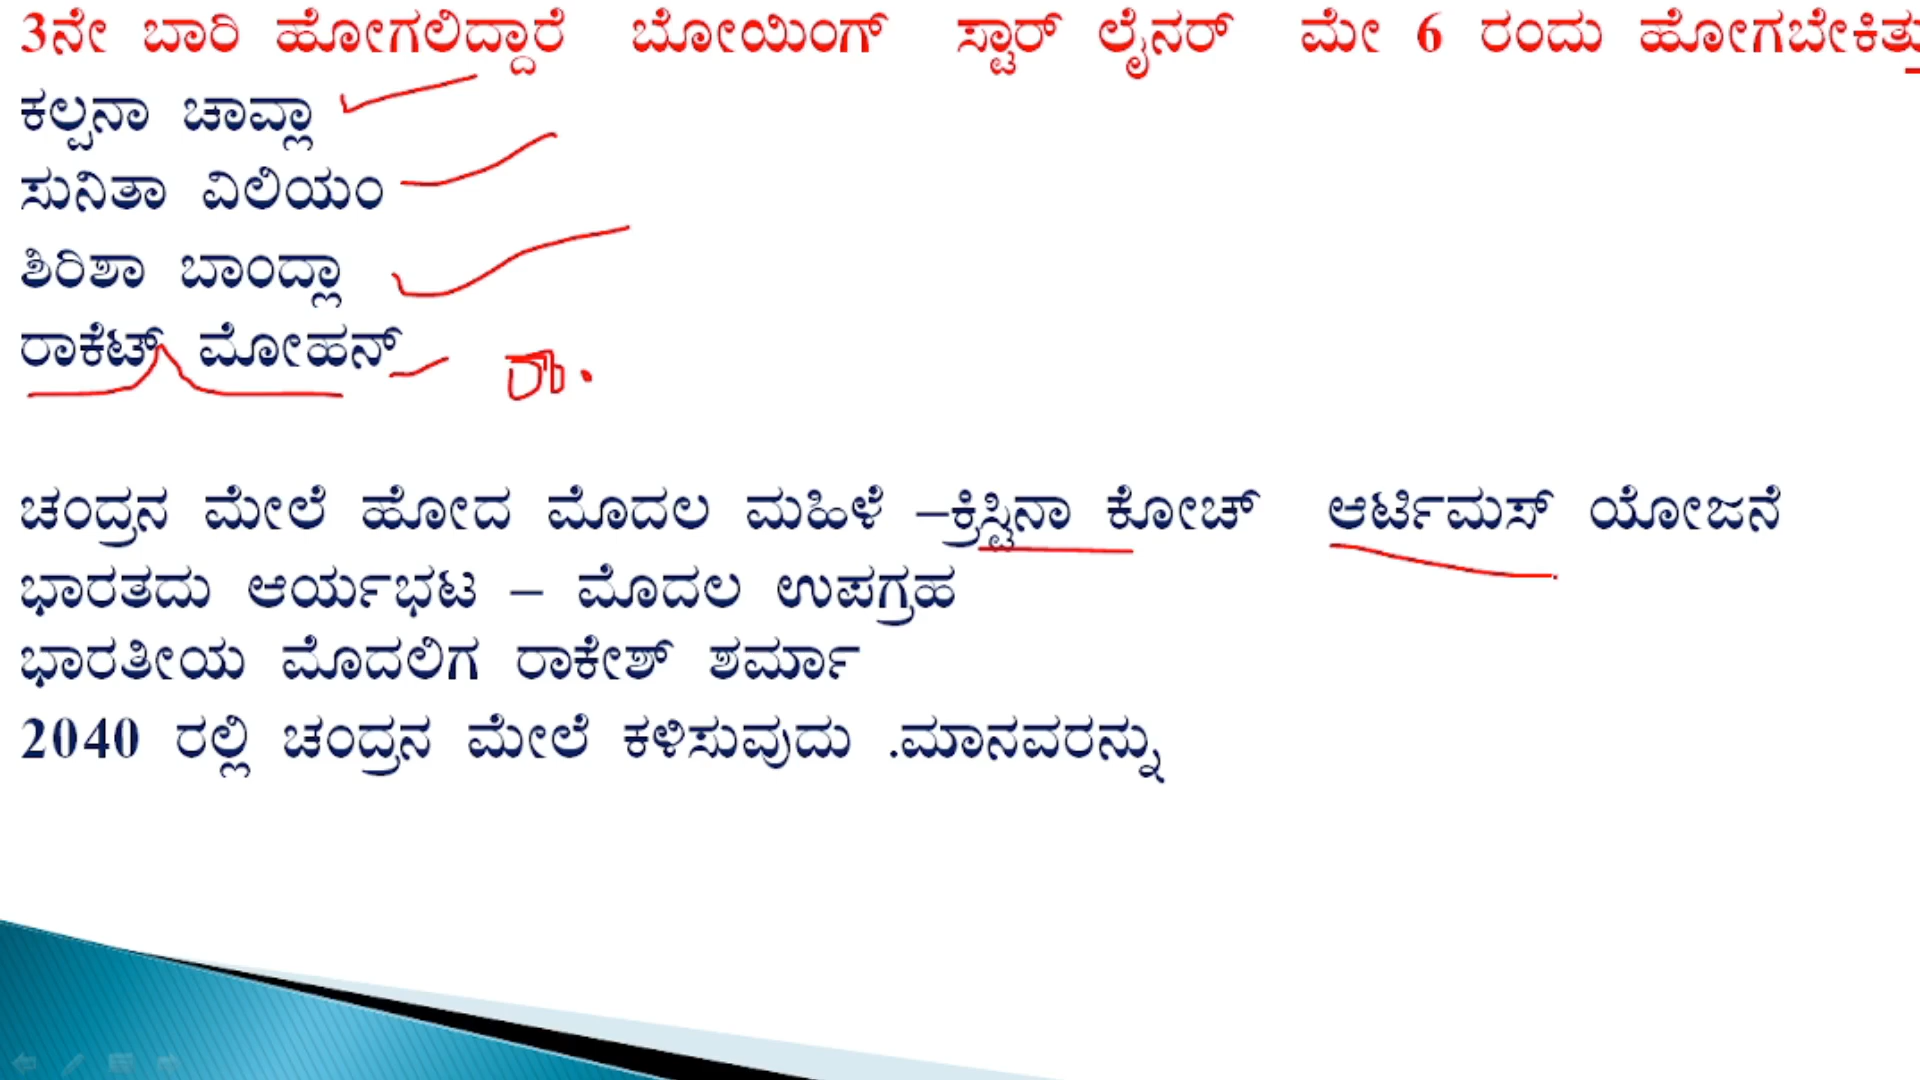 3ನೇ ಬಾರಿ ಹೋಗಲಿದ್ದಾರೆ ಬೋಯಿಂಗ್ ಸ್ಟಾರ್ ಲೈನರ್ ಮೇ 6 ರಂದು ಹೋಗಬೇಕಿತ್ತು
ಕಲ್ಪನಾ ಚಾವ್ಲಾ
ಸುನಿತಾ ವಿಲಿಯಂ
ಶಿರಿಶಾ ಬಾಂದ್ಲಾ
ರಾಕೆಟ್ ಮೋಹನ್
ಚಂದ್ರನ ಮೇಲೆ ಹೋದ ಮೊದಲ ಮಹಿಳೆ –ಕ್ರಿಸ್ಟಿನಾ ಕೋಚ್ ಆರ್ಟಿಮಸ್ ಯೋಜನೆ
ಭಾರತದು ಆರ್ಯಭಟ – ಮೊದಲ ಉಪಗ್ರಹ
ಭಾರತೀಯ ಮೊದಲಿಗ ರಾಕೇಶ್ ಶರ್ಮಾ
2040 ರಲ್ಲಿ ಚಂದ್ರನ ಮೇಲೆ ಕಳಿಸುವುದು .ಮಾನವರನ್ನು